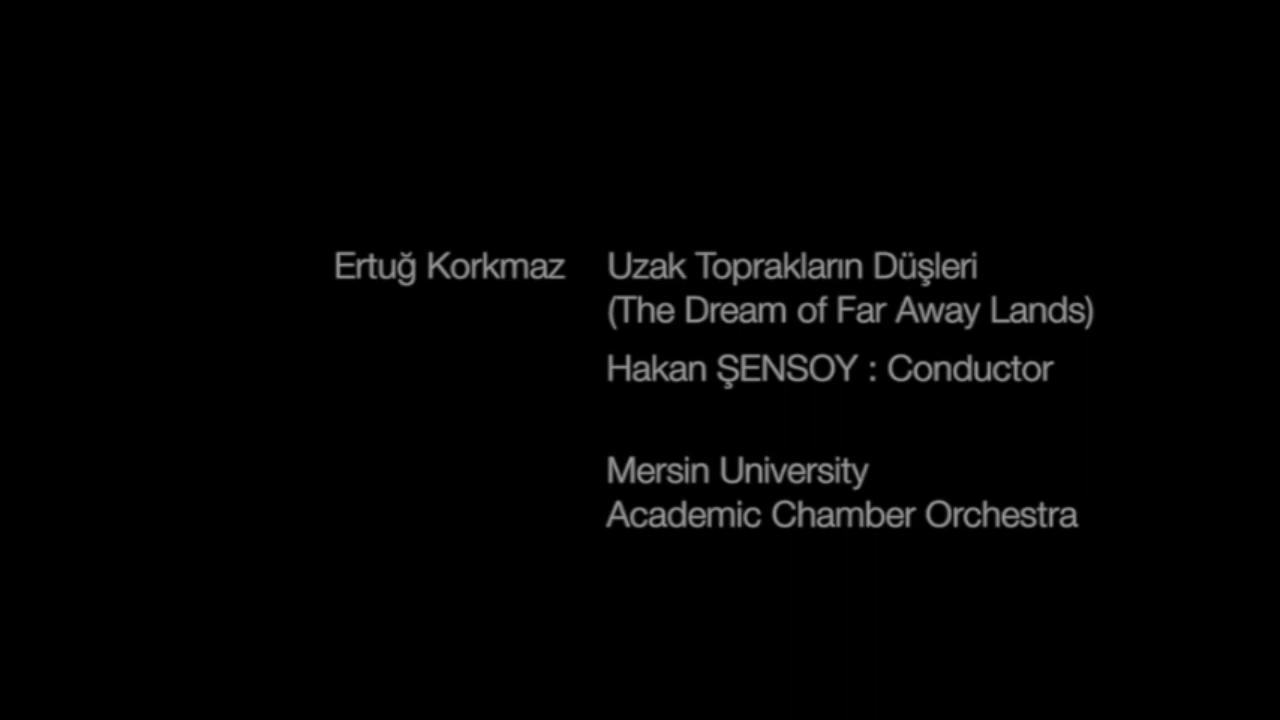 Ertuğ Korkmaz Uzak Toprakların Düşleri
(The Dream of Far Away Lands)
Hakan ŞENSOY : Conductor
Mersin University
Academic Chamber Orchestra